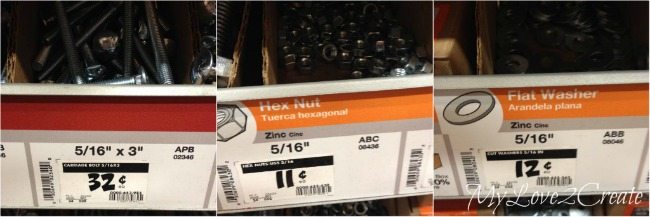 5/16" x 3"
APB
02346
CARRIAGE BOLT 5/16X3
32¢
Hex Nut
Tuerca hexagonal
Zinc Cinc
5/16"
ABC
08436
HEX NUTS-USS 5/16
11¢
Flat Washer
Arandela plana
Zinc Cinc
5/16"
ABB
08046
CUT WASHERS 5/16 IN
12¢
MyLove2Create